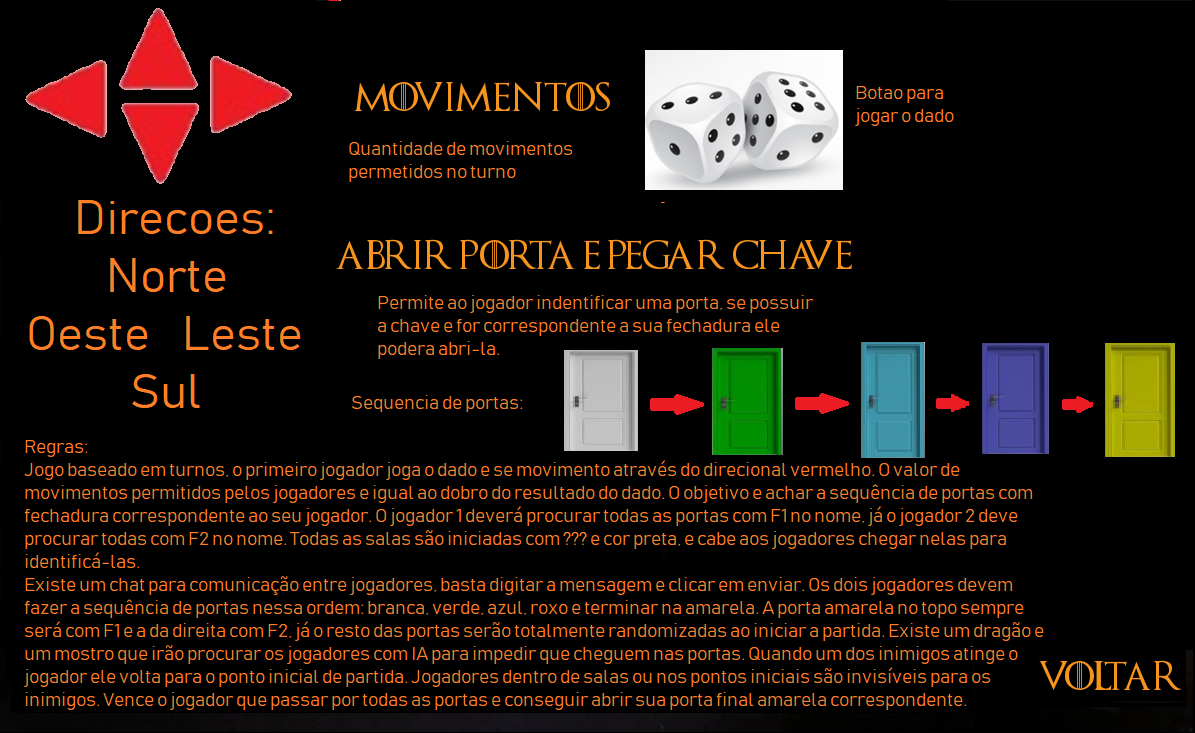 MOVIMENTOS
Botao para
jogar o dado
Quantidade de movimentos
permetidos no turno
Direcoes:
Norte
Oeste Leste
Sul
ABRIR PORTA E PEGAR CHAVE
Permite ao jogador indentificar uma porta, se possuir
a chave e for correspondente a sua fechadura ele
podera abri-la.
Sequencia de portas:
Regras:
Jogo baseado em turnos, o primeiro jogador joga o dado e se movimento através do direcional vermelho. O valor de
movimentos permitidos pelos jogadores e igual ao dobro do resultado do dado. O objetivo e achar a sequência de portas com
fechadura correspondente ao seu jogador. O jogador 1 deverá procurar todas as portas com F1 no nome, já o jogador 2 deve
procurar todas com F2 no nome. Todas as salas são iniciadas com ??? e cor preta, e cabe aos jogadores chegar nelas para
identificá-las.
Existe um chat para comunicação entre jogadores, basta digitar a mensagem e clicar em enviar. Os dois jogadores devem
fazer a sequência de portas nessa ordem: branca, verde, azul, roxo e terminar na amarela. A porta amarela no topo sempre
será com F1 e a da direita com F2, já o resto das portas serão totalmente randomizadas ao iniciar a partida. Existe um dragão e
um mostro que irão procurar os jogadores com IA para impedir que cheguem nas portas. Quando um dos inimigos atinge o
jogador ele volta para o ponto inicial de partida. Jogadores dentro de salas ou nos pontos iniciais são invisíveis para os
inimigos. Vence o jogador que passar por todas as portas e conseguir abrir sua porta final amarela correspondente.
VOLTAR